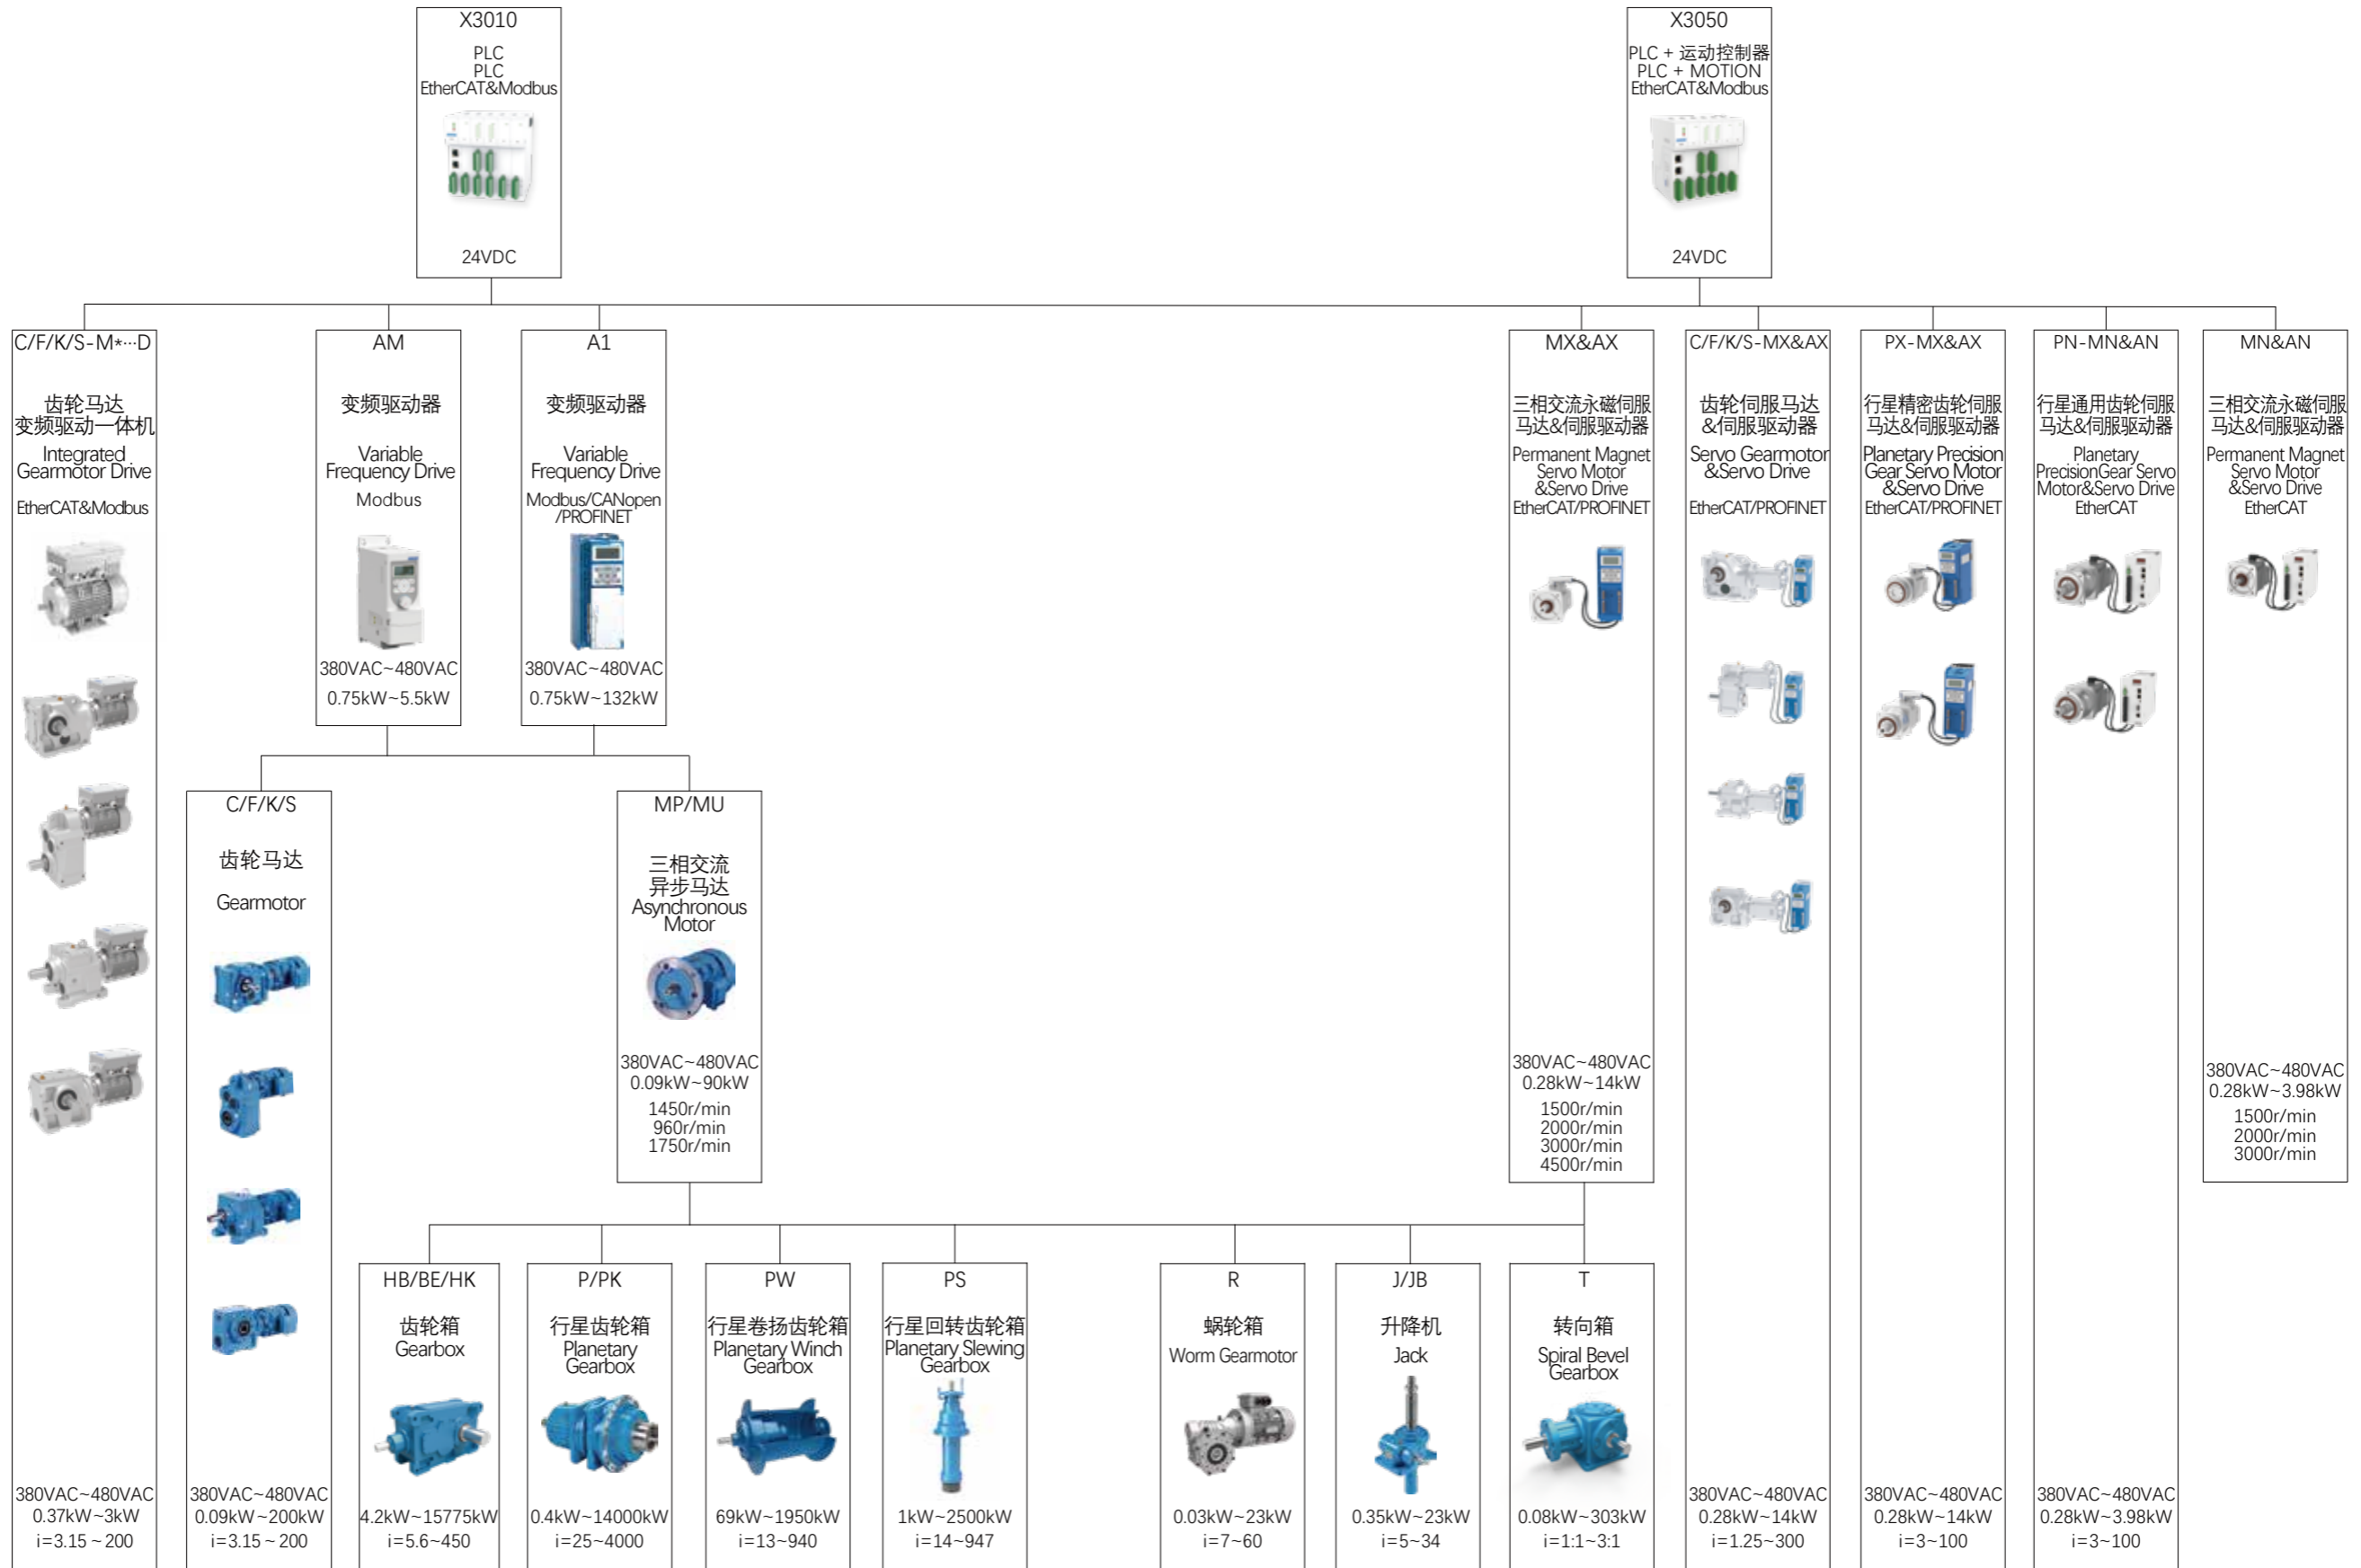 X3010
PLC
PLC
EtherCAT&Modbus
24VDC
X3050
PLC + 运动控制器
PLC + MOTION
EtherCAT&Modbus
24VDC
C/F/K/S-M*···D
齿轮马达
变频驱动一体机
Integrated
Gearmotor Drive
EtherCAT&Modbus
380VAC~480VAC
0.37kW~3kW
i=3.15 ~ 200
AM
变频驱动器
Variable
Frequency Drive
Modbus
380VAC~480VAC
0.75kW~5.5kW
A1
变频驱动器
Variable
Frequency Drive
Modbus/CANopen
/PROFINET
380VAC~480VAC
0.75kW~132kW
MX&AX
三相交流永磁伺服
马达&伺服驱动器
Permanent Magnet
Servo Motor
&Servo Drive
EtherCAT/PROFINET
380VAC~480VAC
0.28kW~14kW
1500r/min
2000r/min
3000r/min
4500r/min
C/F/K/S-MX&AX
齿轮伺服马达
&伺服驱动器
Servo Gearmotor
&Servo Drive
EtherCAT/PROFINET
380VAC~480VAC
0.28kW~14kW
i=1.25~300
PX-MX&AX
行星精密齿轮伺服
马达&伺服驱动器
Planetary Precision
Gear Servo Motor
&Servo Drive
EtherCAT/PROFINET
380VAC~480VAC
0.28kW~14kW
i=3~100
PN-MN&AN
行星通用齿轮伺服
马达&伺服驱动器
Planetary
PrecisionGear Servo
Motor&Servo Drive
EtherCAT
380VAC~480VAC
0.28kW~3.98kW
i=3~100
MN&AN
三相交流永磁伺服
马达&伺服驱动器
Permanent Magnet
Servo Motor
&Servo Drive
EtherCAT
380VAC~480VAC
0.28kW~3.98kW
1500r/min
2000r/min
3000r/min
C/F/K/S
齿轮马达
Gearmotor
380VAC~480VAC
0.09kW~200kW
i=3.15 ~ 200
MP/MU
三相交流
异步马达
Asynchronous
Motor
380VAC~480VAC
0.09kW~90kW
1450r/min
960r/min
1750r/min
HB/BE/HK
齿轮箱
Gearbox
4.2kW~15775kW
i=5.6~450
P/PK
行星齿轮箱
Planetary
Gearbox
0.4kW~14000kW
i=25~4000
PW
行星卷扬齿轮箱
Planetary Winch
Gearbox
69kW~1950kW
i=13~940
PS
行星回转齿轮箱
Planetary Slewing
Gearbox
1kW~2500kW
i=14~947
R
蜗轮箱
Worm Gearmotor
0.03kW~23kW
i=7~60
J/JB
升降机
Jack
0.35kW~23kW
i=5~34
T
转向箱
Spiral Bevel
Gearbox
0.08kW~303kW
i=1:1~3:1